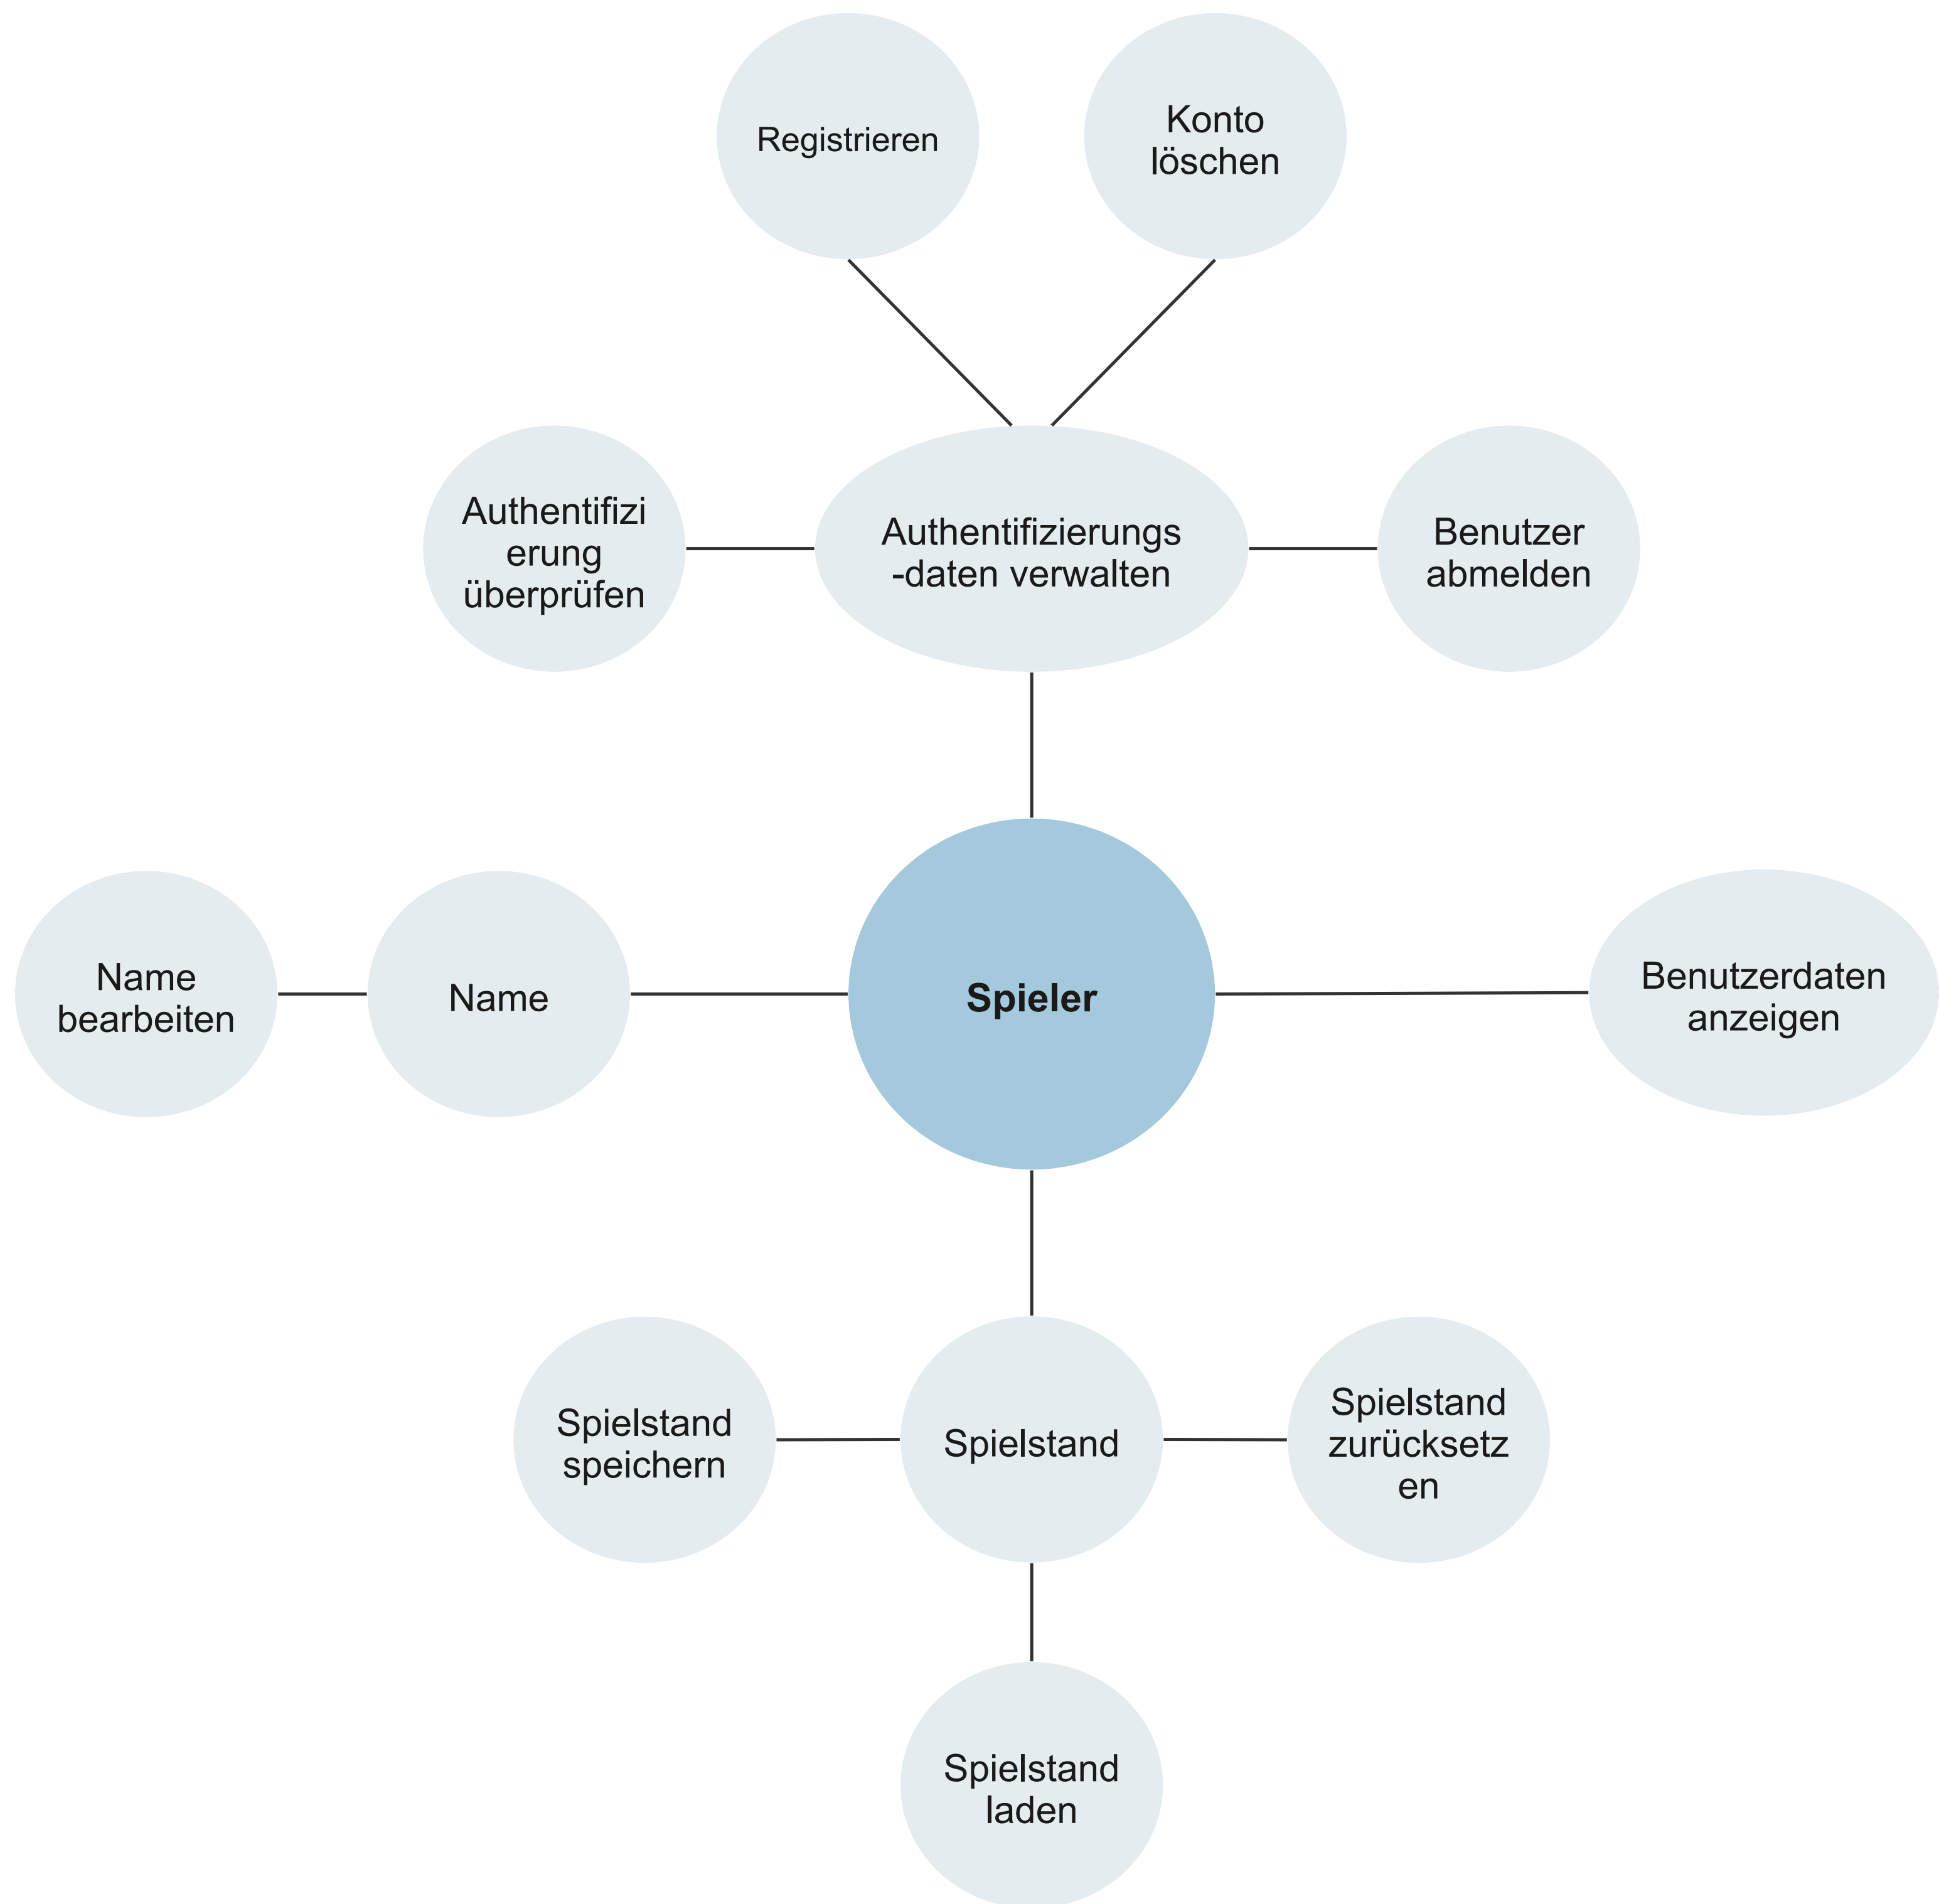 Registrieren
Konto
löschen
Authentifizi
erung
überprüfen
Authentifizierungs
-daten verwalten
Benutzer
abmelden
Name
bearbeiten
Name
Spieler
Benutzerdaten
anzeigen
Spielstand
speichern
Spielstand
Spielstand
zurücksetz
en
Spielstand
laden